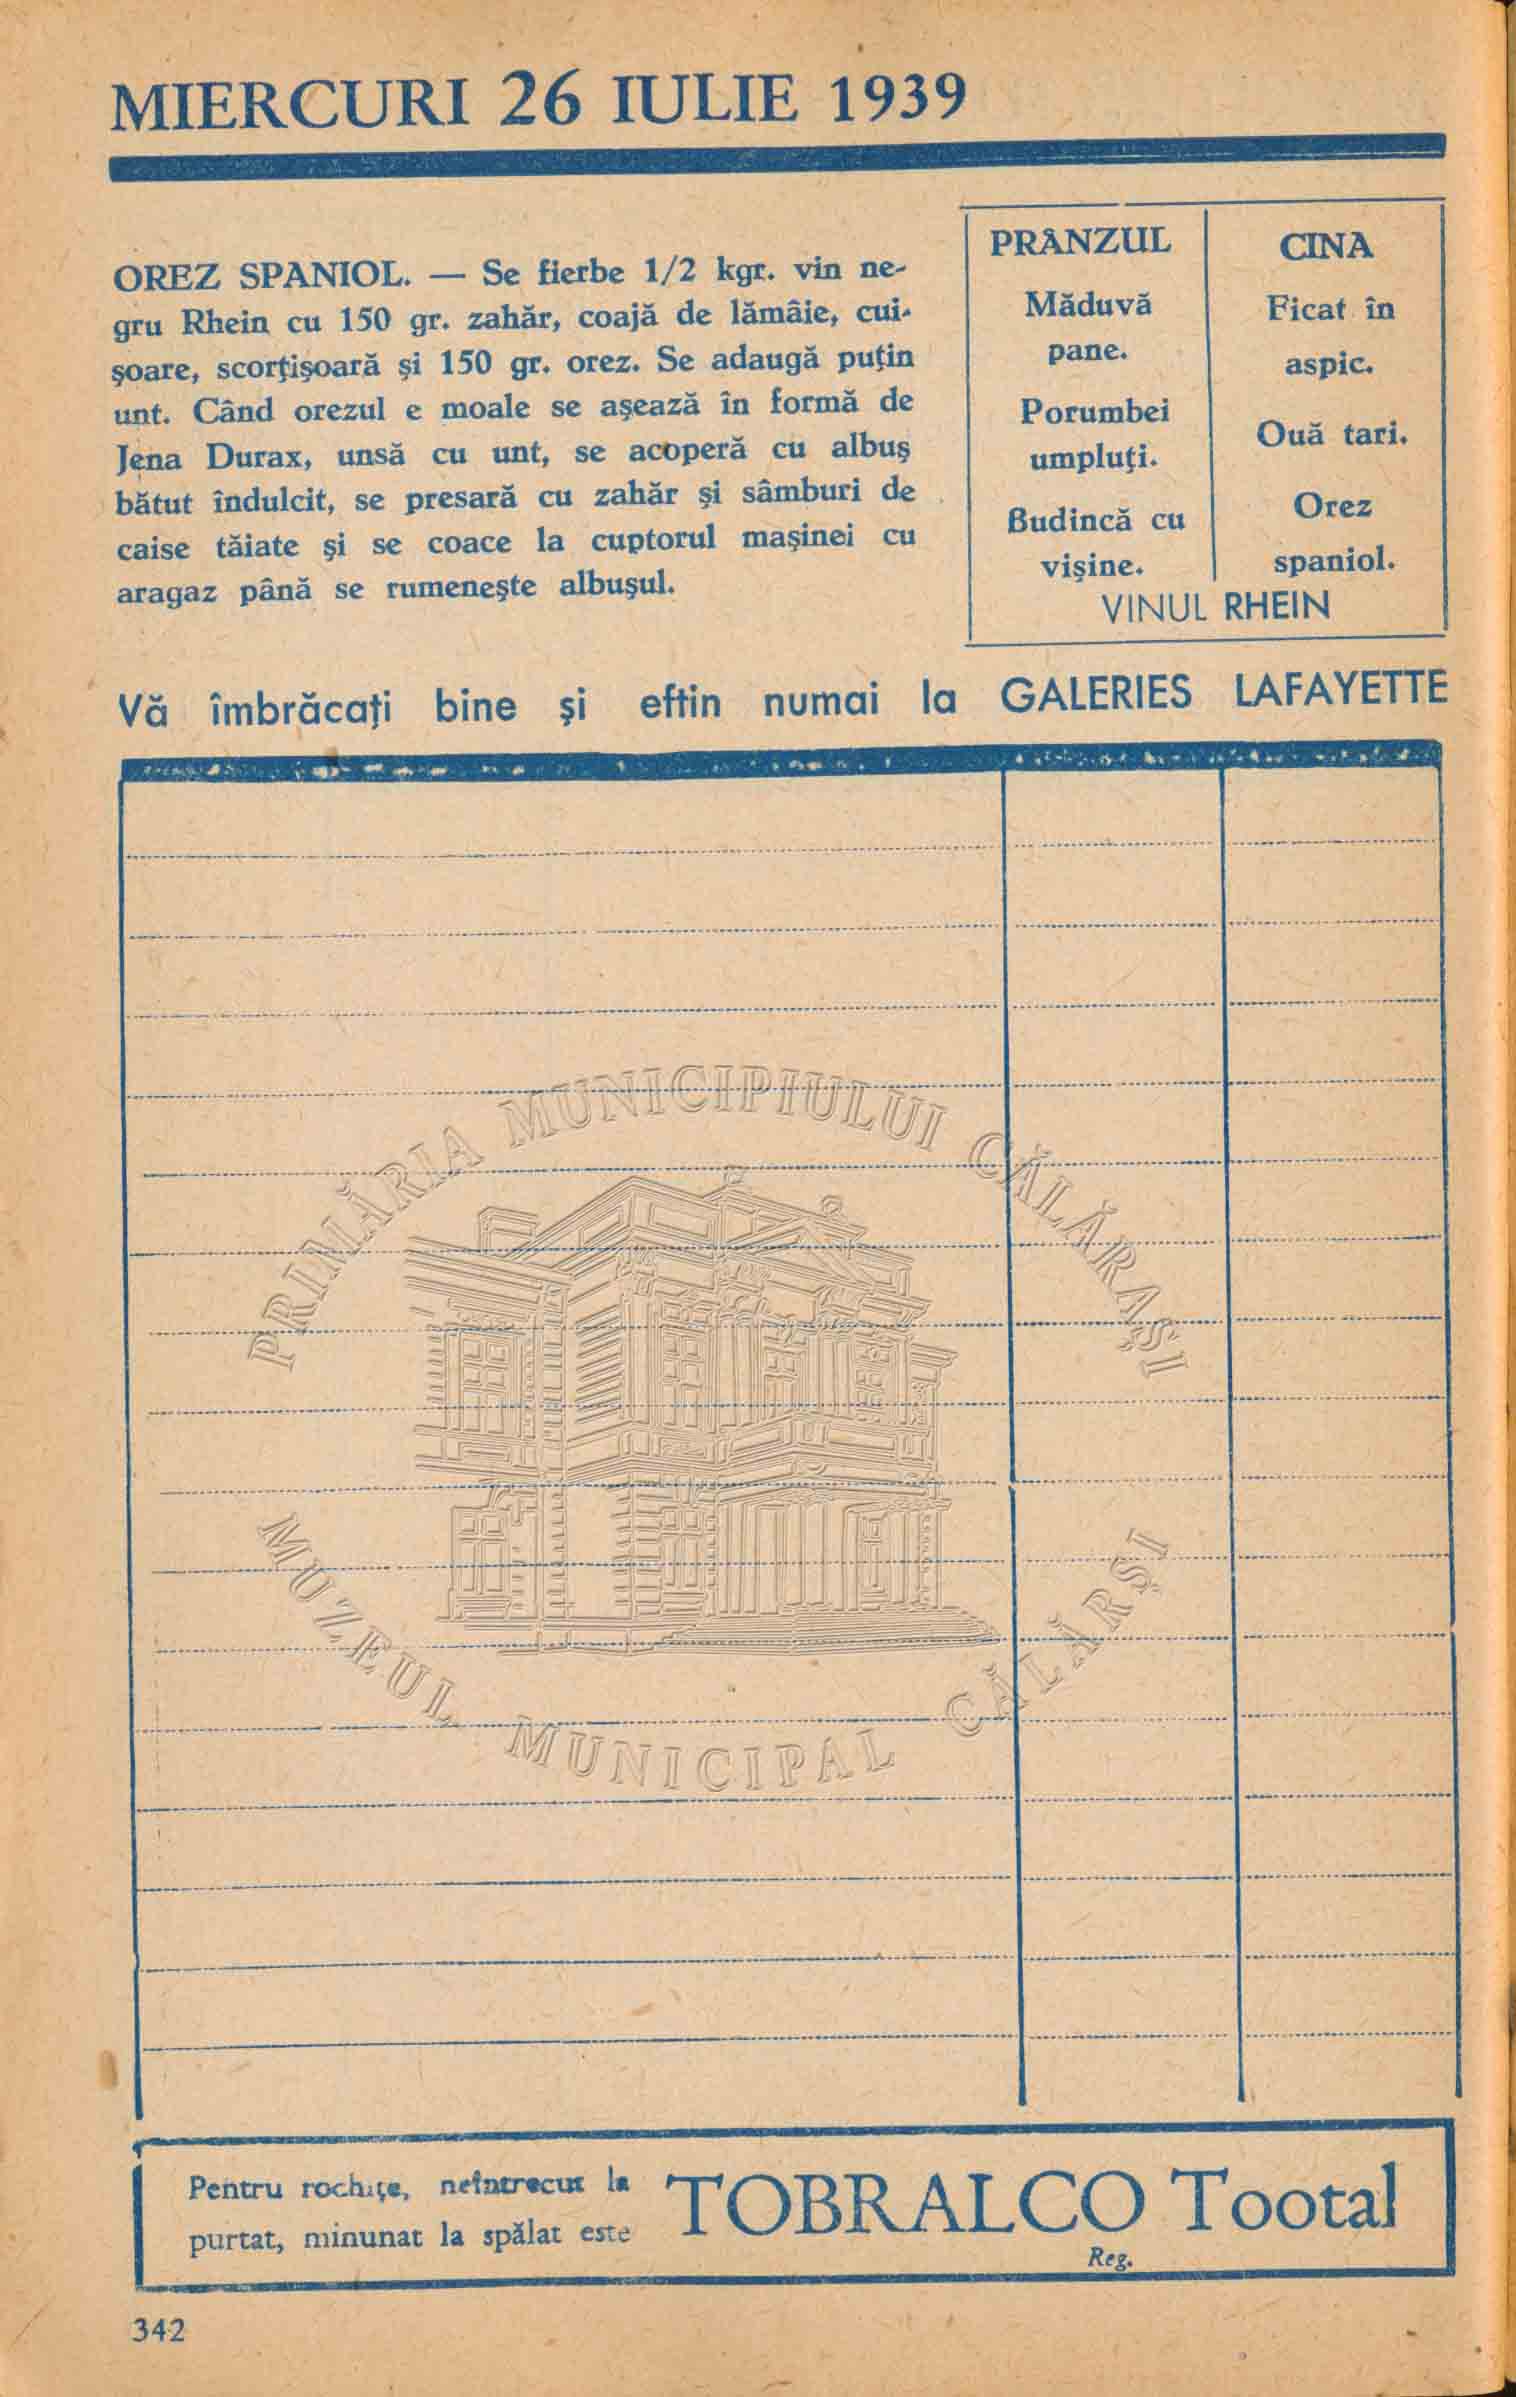 MIERCURI 26 IULIE 1939
OREZ SPANIOL. — Se fierbe 1/2 kgr. vin ne-
gru Rhein cu 150 gr. zahăr, coajă de lămâie, cui-
şoare, scorţişoară şi 150 gr. orez. Se adaugă puţin
unt. Când orezul e moale se aşează în formă de
Jena Durax, unsă cu unt, se acoperă cu albuş
bătut îndulcit, se presară cu zahăr şi sâmburi de
caise tăiate şi se coace la cuptorul maşinei cu
aragaz până se rumeneşte albuşul.
PRÂNZUL
Măduvă
pane.
Porumbei
umpluţi.
Budincă cu
vişine.
CINA
Ficat în
aspic.
Ouă tari.
Orez
spaniol.
VINUL RHEIN
Vă îmbrăcaţi bine şi eftin numai la GALERIES LAFAYETTE
PRIMĂRIA MUNICIPIULUI CĂLĂRAȘI
MUZEUL MUNICIPAL CĂLĂRȘI
Pentru rochiţe, neîntrecut la
purtat, minunat la spălat este
TOBRALCO Tootal
Reg.
342